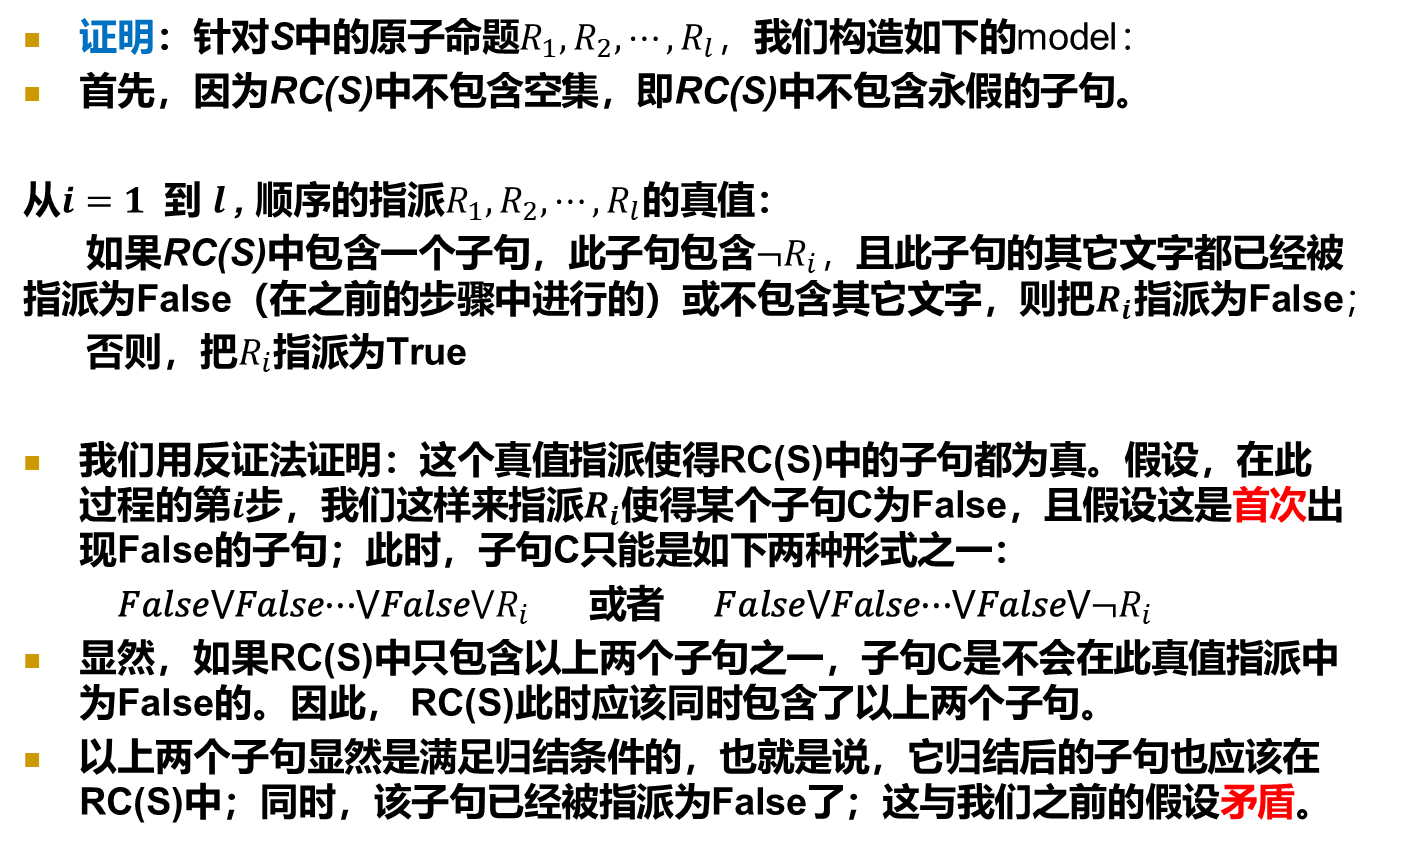 ■ 证明：针对S中的原子命题R₁, R₂, ⋯, Rₗ，我们构造如下的model：
■ 首先，因为RC(S)中不包含空集，即RC(S)中不包含永假的子句。
从i = 1 到 l , 顺序的指派R₁, R₂, ⋯, Rₗ的真值：
如果RC(S)中包含一个子句，此子句包含¬Rᵢ，且此子句的其它文字都已经被
指派为False（在之前的步骤中进行的）或不包含其它文字，则把Rᵢ指派为False；
否则，把Rᵢ指派为True
■ 我们用反证法证明：这个真值指派使得RC(S)中的子句都为真。假设，在此
过程的第i步，我们这样来指派Rᵢ使得某个子句C为False，且假设这是首次出
现False的子句；此时，子句C只能是如下两种形式之一：
False∨False⋯∨False∨Rᵢ 或者 False∨False⋯∨False∨¬Rᵢ
■ 显然，如果RC(S)中只包含以上两个子句之一，子句C是不会在此真值指派中
为False的。因此， RC(S)此时应该同时包含了以上两个子句。
■ 以上两个子句显然是满足归结条件的，也就是说，它归结后的子句也应该在
RC(S)中；同时，该子句已经被指派为False了；这与我们之前的假设矛盾。